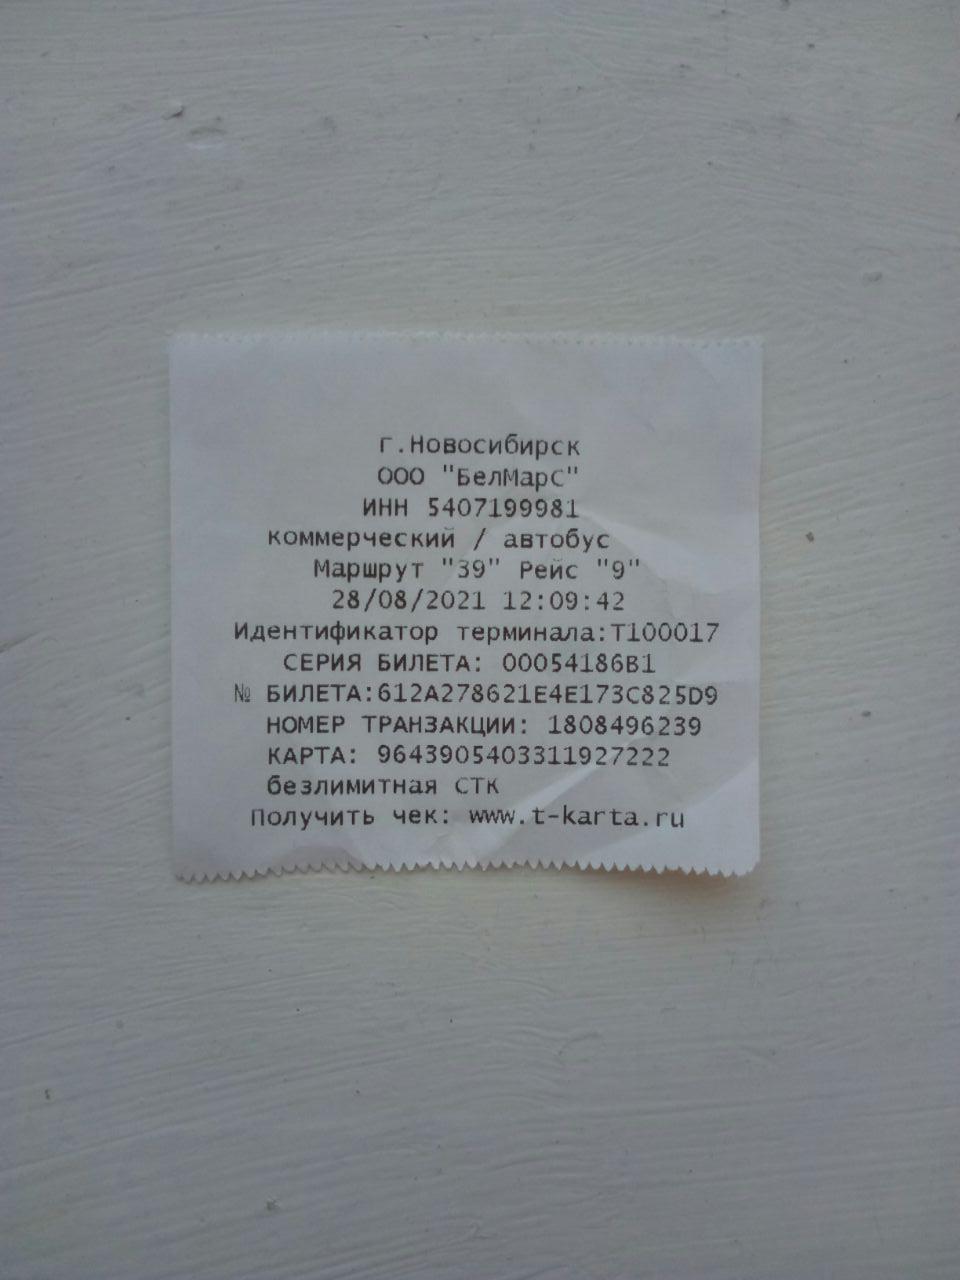 г.Новосибирск
ООО "БелМарС"
ИНН 5407199981
коммерческий / автобус
Маршрут "39" Рейс "9"
28/08/2021 12:09:42
Идентификатор терминала:Т100017
СЕРИЯ БИЛЕТА: 00054186B1
№ БИЛЕТА:612A278621E4E173C825D9
НОМЕР ТРАНЗАКЦИИ: 1808496239
КАРТА: 9643905403311927222
безлимитная СТК
Получить чек: www.t-karta.ru